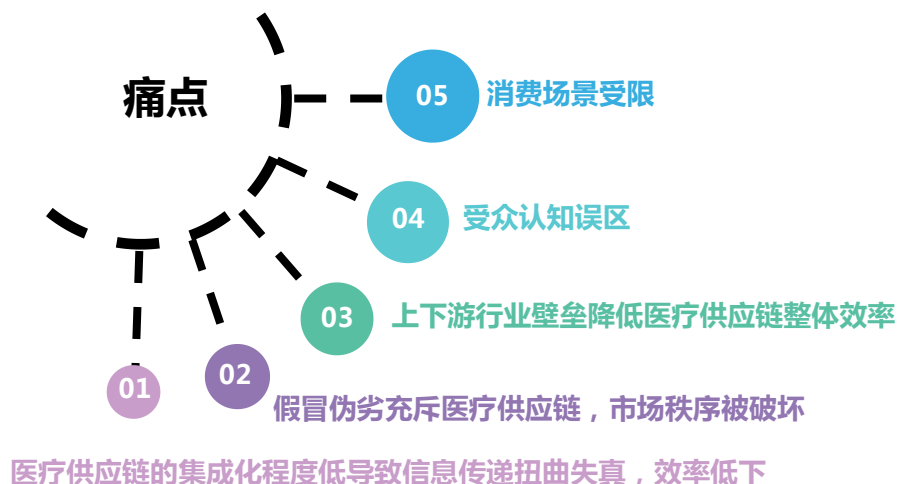 痛点
05 消费场景受限
04 受众认知误区
03 上下游行业壁垒降低医疗供应链整体效率
02 假冒伪劣充斥医疗供应链，市场秩序被破坏
01 医疗供应链的集成化程度低导致信息传递扭曲失真，效率低下